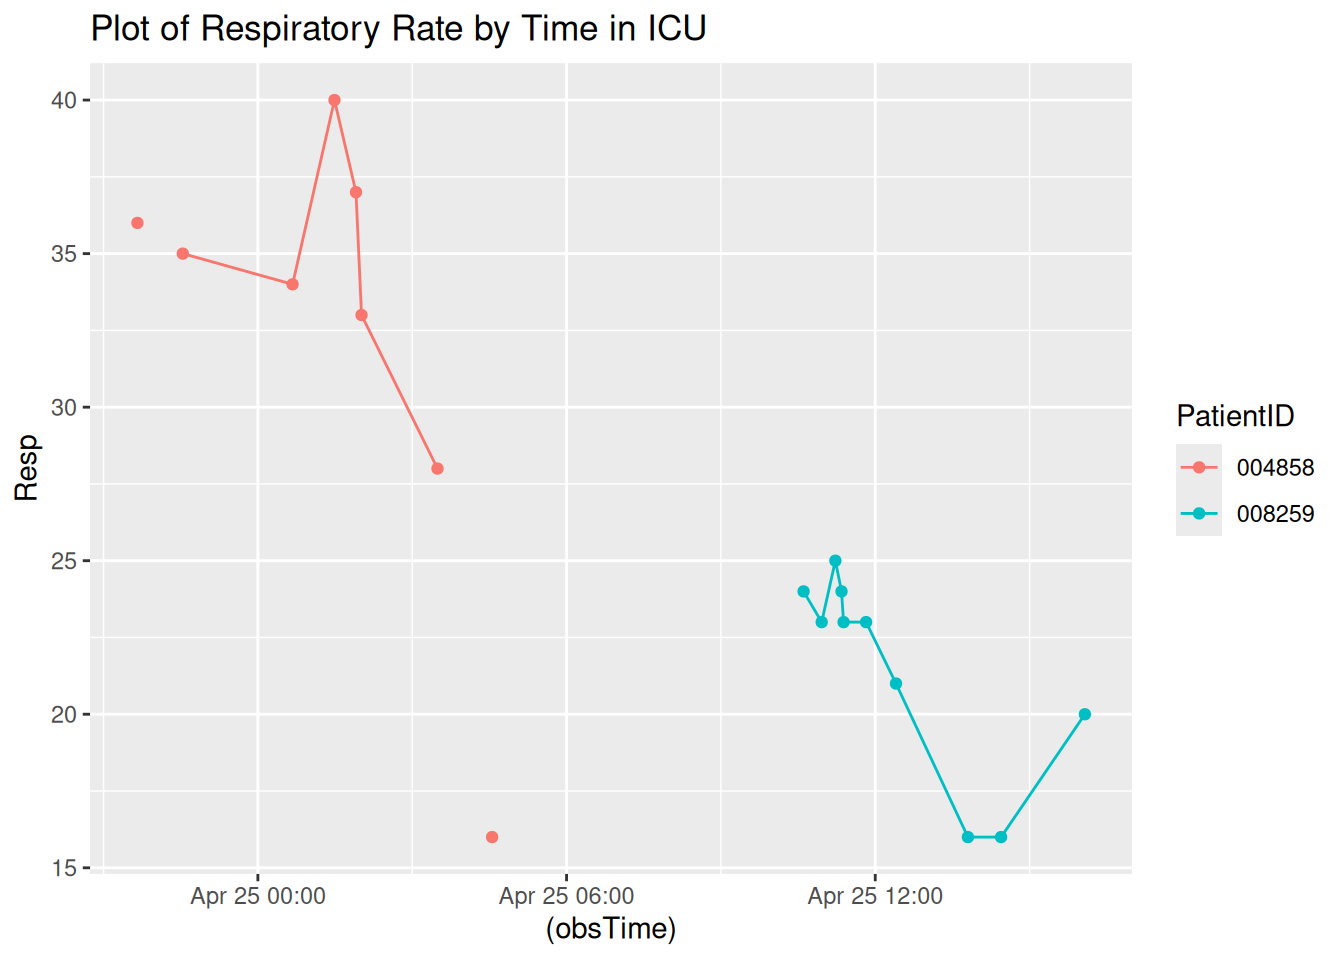 Plot of Respiratory Rate by Time in ICU
40
35
30
25
20
15
Resp
Apr 25 00:00
Apr 25 06:00
Apr 25 12:00
(obsTime)
PatientID
004858
008259